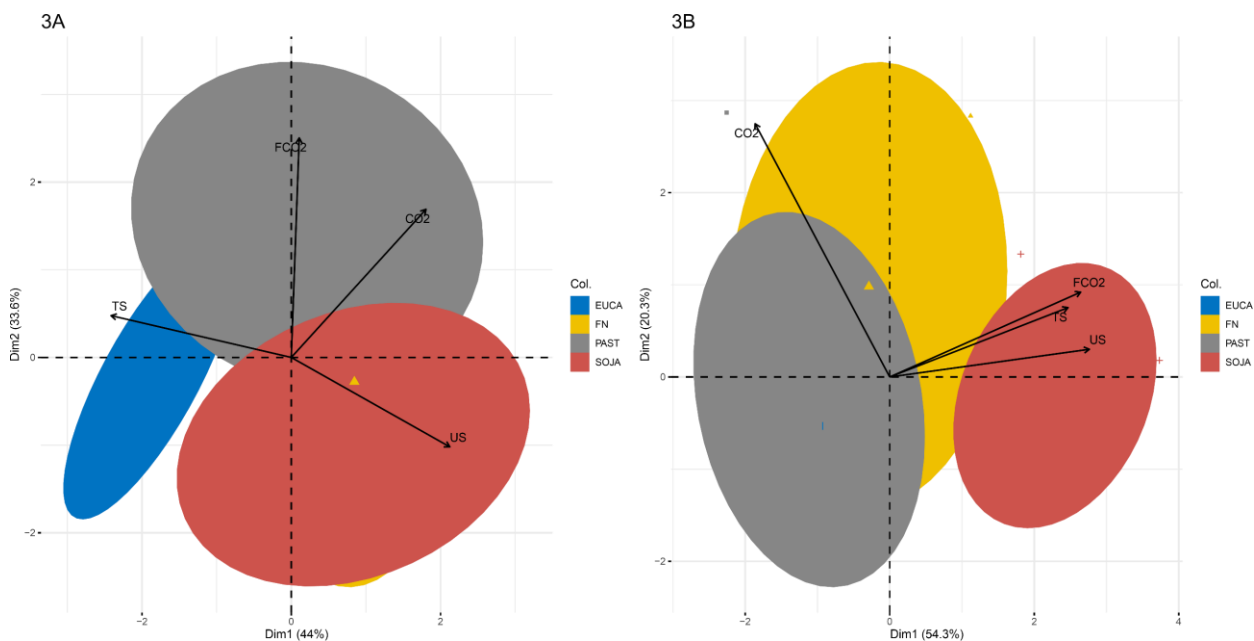 3A
FCO2
CO2
TS
US
2
0
−2
−2
0
2
Dim2 (33.6%)
Dim1 (44%)
Col.
EUCA
FN
PAST
SOJA
3B
CO2
FCO2
TS
US
2
0
−2
−2
0
2
4
Dim2 (20.3%)
Dim1 (54.3%)
Col.
EUCA
FN
PAST
SOJA